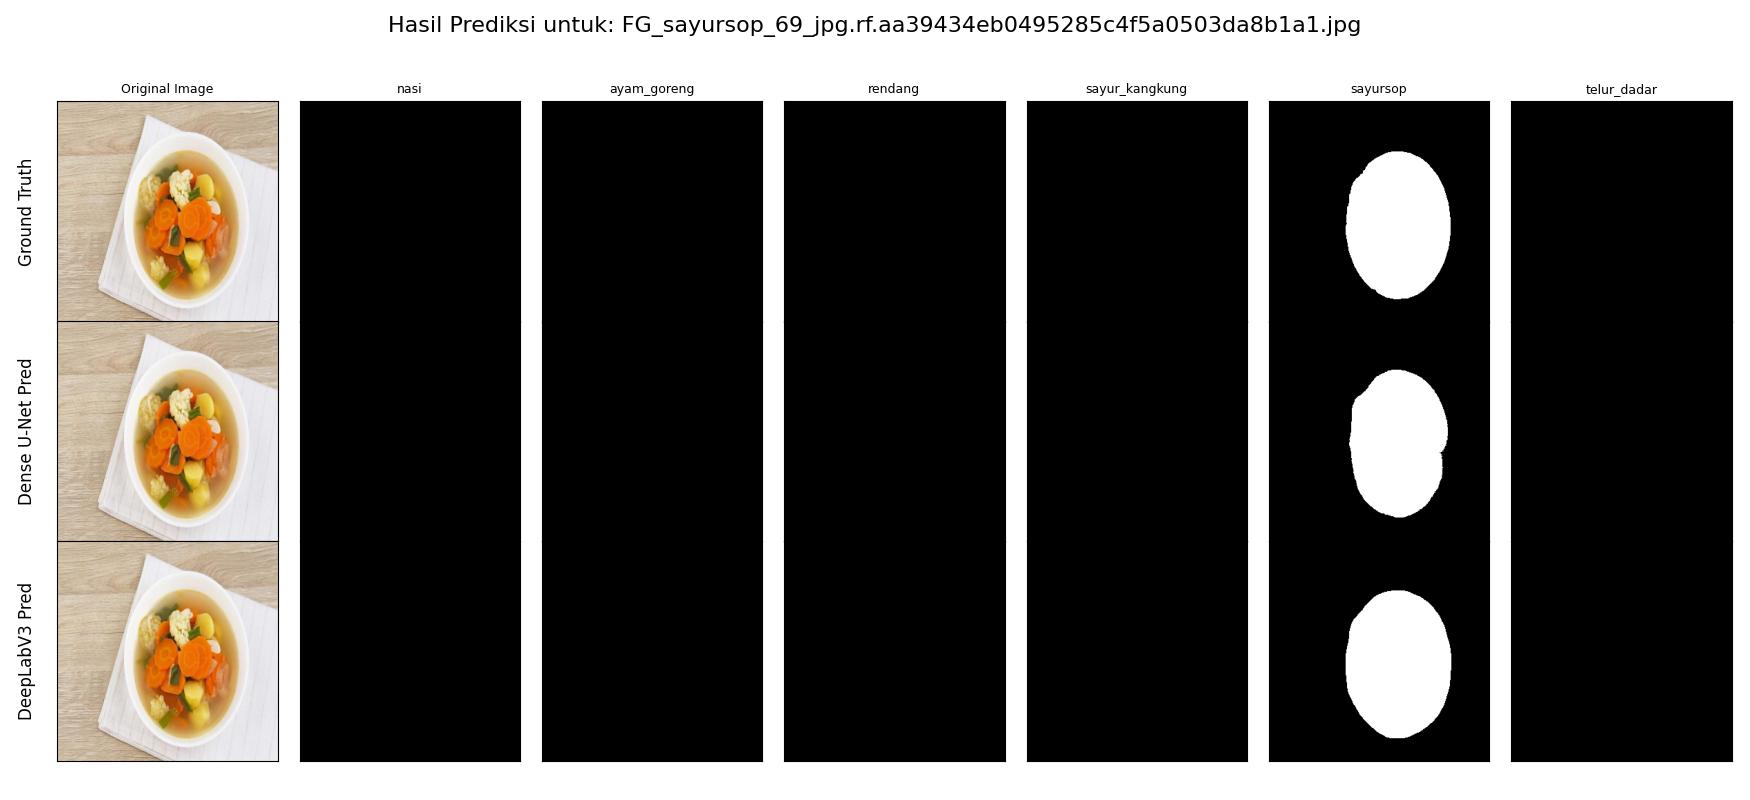 Hasil Prediksi untuk: FG_sayursop_69_jpg.rf.aa39434eb0495285c4f5a0503da8b1a1.jpg
Original Image nasi ayam_goreng rendang sayur_kangkung sayursop telur_dadar
Ground Truth
Dense U-Net Pred
DeepLabV3 Pred